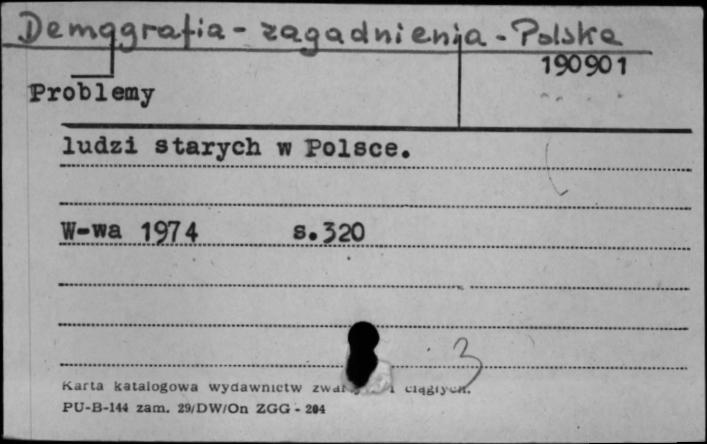 Demografia - zagadnienia - Polska
190901
Problemy
ludzi starych w Polsce.
W-wa 1974 s.320
3
Karta katalogowa wydawnictw i ciągłych.
PU-B-144 zam. 29/DW/On ZGG - 204